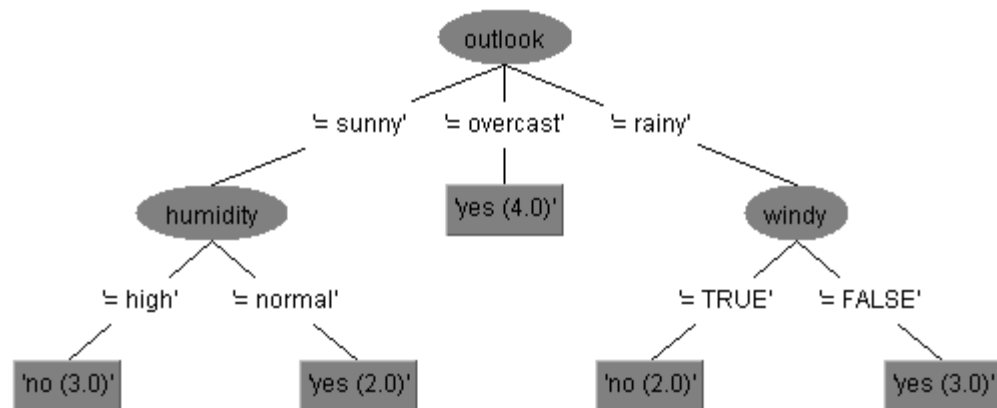 outlook
'= sunny' '= overcast' '= rainy'
humidity 'yes (4.0)' windy
'= high' '= normal' '= TRUE' '= FALSE'
'no (3.0)' 'yes (2.0)' 'no (2.0)' 'yes (3.0)'